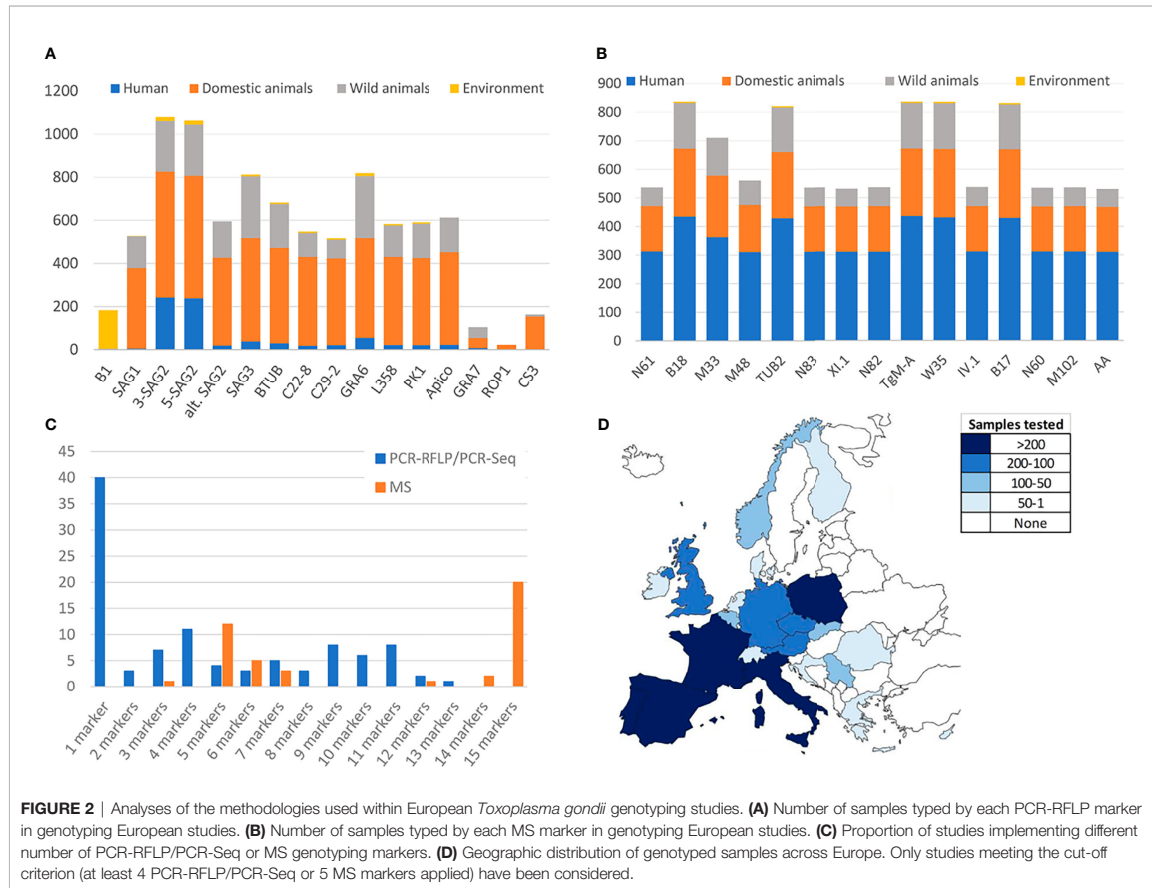 A
Human Domestic animals Wild animals Environment
1200
1000
800
600
400
200
0
B1 SAG1 3-SAG2 5-SAG2 alt. SAG2 SAG3 BTUB C22-8 C29-2 GRA6 L358 PK1 Apico GRA7 ROP1 CS3
B
900
Human Domestic animals Wild animals Environment
800
700
600
500
400
300
200
100
0
N61 B18 M33 M48 TUB2 N83 XI.1 N82 TgM-A W35 IV.1 B17 N60 M102 AA
C
45
40
35
30
25
20
15
10
5
0
PCR-RFLP/PCR-Seq
MS
1 marker 2 markers 3 markers 4 markers 5 markers 6 markers 7 markers 8 markers 9 markers 10 markers 11 markers 12 markers 13 markers 14 markers 15 markers
D
Samples tested
>200
200-100
100-50
50-1
None
FIGURE 2 | Analyses of the methodologies used within European Toxoplasma gondii genotyping studies. (A) Number of samples typed by each PCR-RFLP marker
in genotyping European studies. (B) Number of samples typed by each MS marker in genotyping European studies. (C) Proportion of studies implementing different
number of PCR-RFLP/PCR-Seq or MS genotyping markers. (D) Geographic distribution of genotyped samples across Europe. Only studies meeting the cut-off
criterion (at least 4 PCR-RFLP/PCR-Seq or 5 MS markers applied) have been considered.